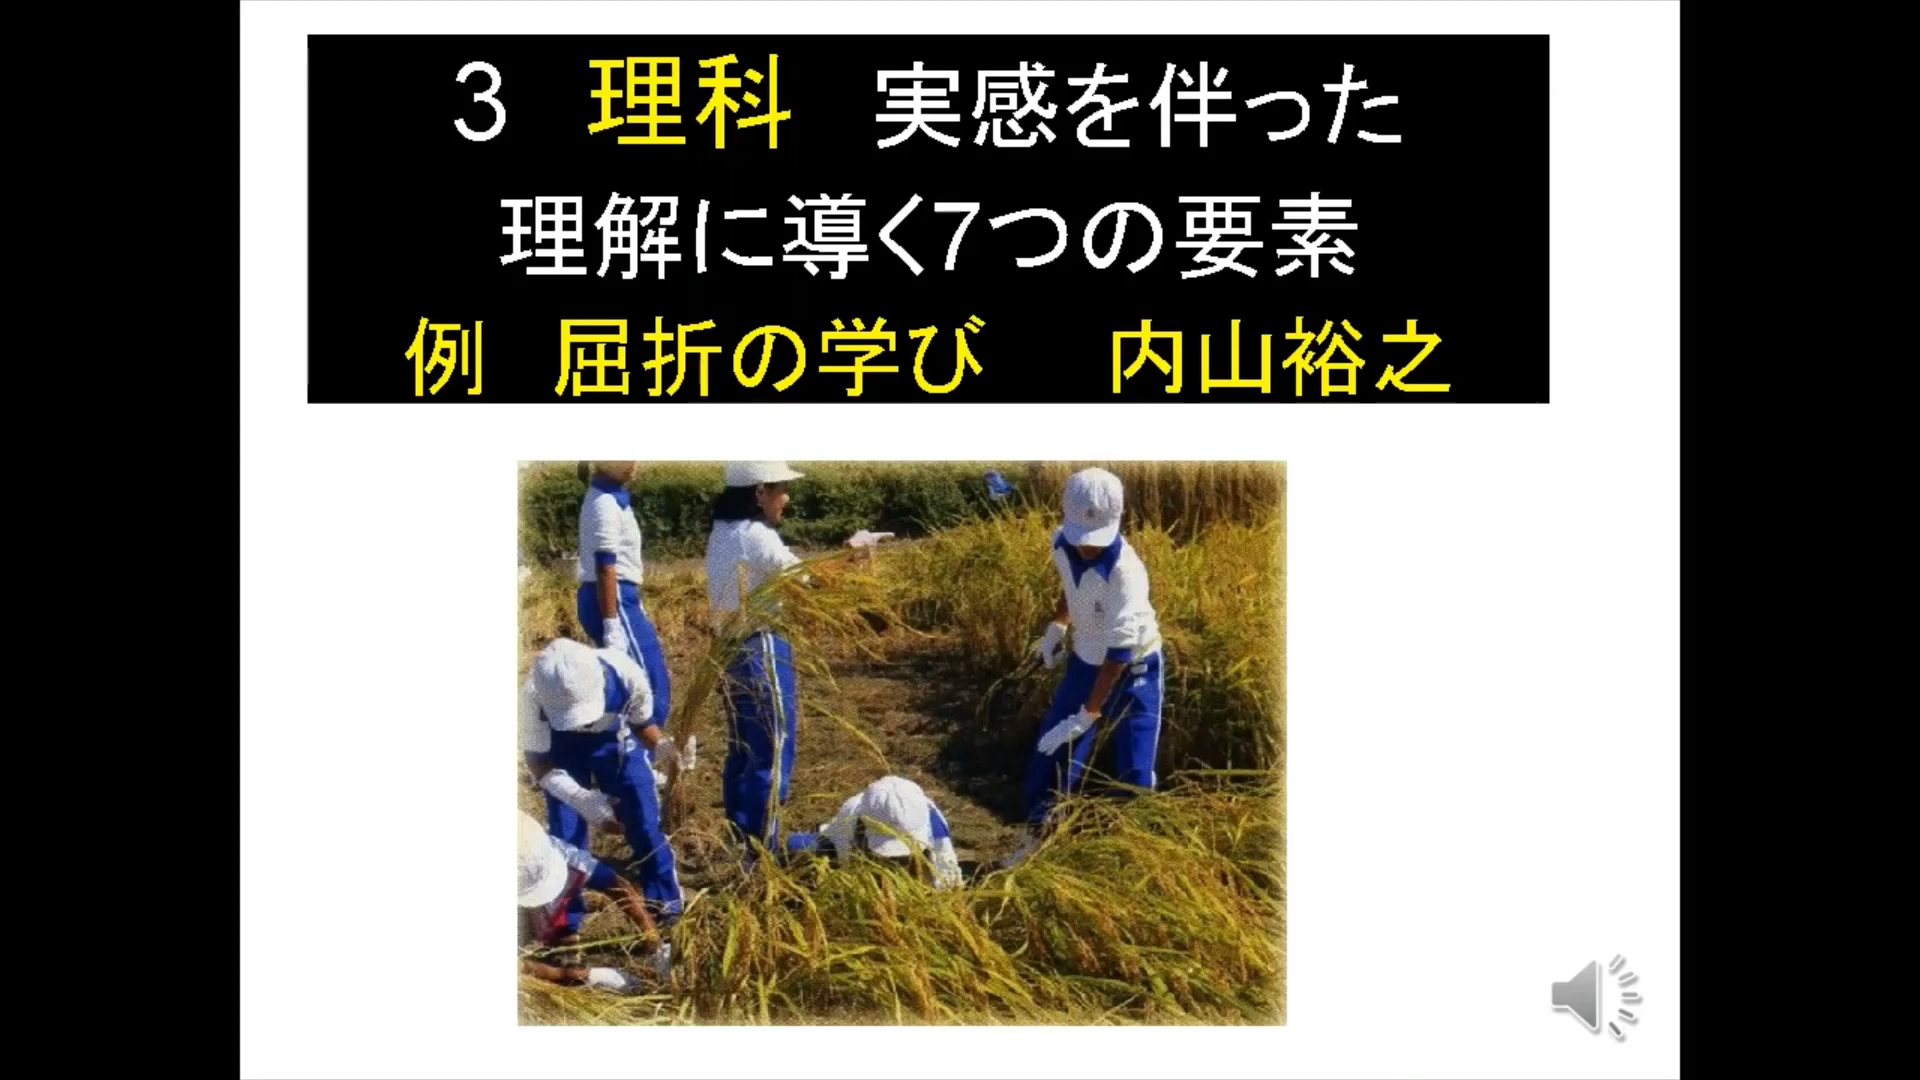 3　理科　実感を伴った
理解に導く7つの要素
例　屈折の学び　内山裕之